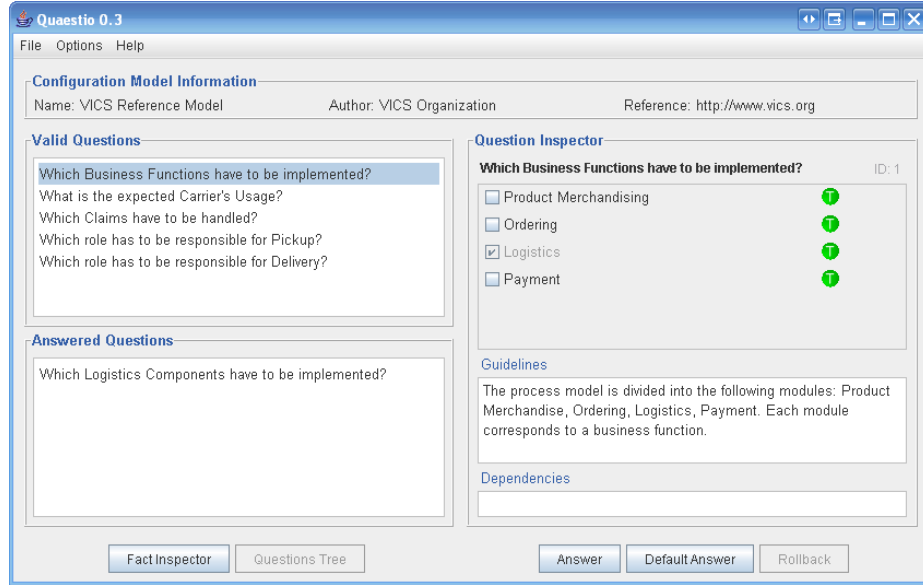 Quaestio 0.3
File Options Help
Configuration Model Information
Name: VICS Reference Model Author: VICS Organization Reference: http://www.vics.org
Valid Questions
Which Business Functions have to be implemented?
What is the expected Carrier's Usage?
Which Claims have to be handled?
Which role has to be responsible for Pickup?
Which role has to be responsible for Delivery?
Answered Questions
Which Logistics Components have to be implemented?
Fact Inspector Questions Tree
Question Inspector
Which Business Functions have to be implemented? ID: 1
Product Merchandising T
Ordering T
Logistics T
Payment T
Guidelines
The process model is divided into the following modules: Product
Merchandise, Ordering, Logistics, Payment. Each module
corresponds to a business function.
Dependencies
Answer Default Answer Rollback